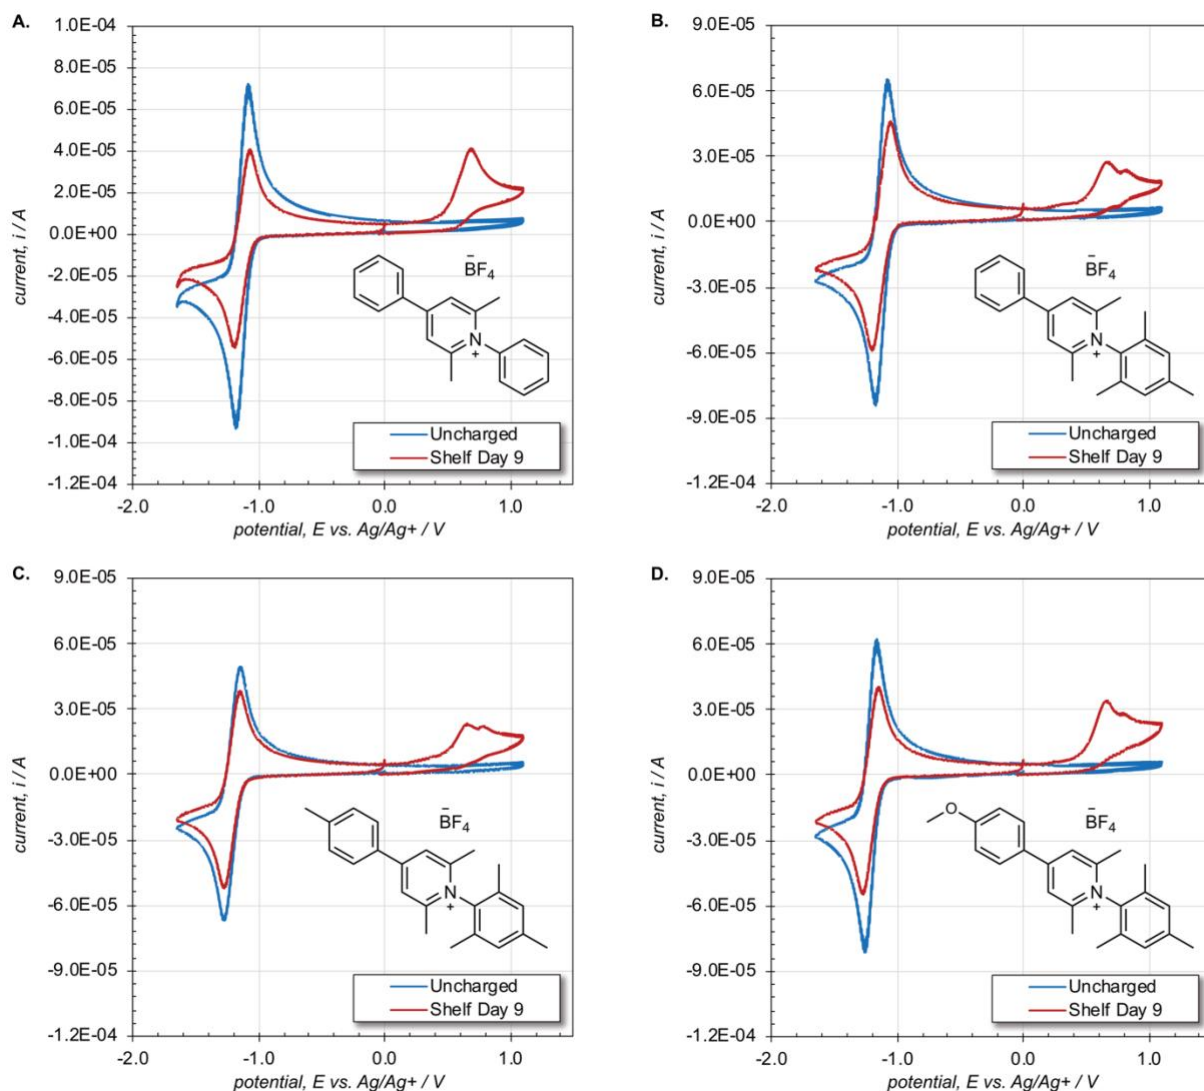 A.
1.0E-04
8.0E-05
6.0E-05
4.0E-05
2.0E-05
0.0E+00
-2.0E-05
-4.0E-05
-6.0E-05
-8.0E-05
-1.0E-04
-1.2E-04
current, i / A
BF4
N
+
Uncharged
Shelf Day 9
-2.0 -1.0 0.0 1.0
potential, E vs. Ag/Ag+ / V
B.
9.0E-05
6.0E-05
3.0E-05
0.0E+00
-3.0E-05
-6.0E-05
-9.0E-05
-1.2E-04
current, i / A
BF4
N
+
Uncharged
Shelf Day 9
-2.0 -1.0 0.0 1.0
potential, E vs. Ag/Ag+ / V
C.
9.0E-05
6.0E-05
3.0E-05
0.0E+00
-3.0E-05
-6.0E-05
-9.0E-05
-1.2E-04
current, i / A
BF4
N
+
Uncharged
Shelf Day 9
-2.0 -1.0 0.0 1.0
potential, E vs. Ag/Ag+ / V
D.
9.0E-05
6.0E-05
3.0E-05
0.0E+00
-3.0E-05
-6.0E-05
-9.0E-05
-1.2E-04
current, i / A
O
BF4
N
+
Uncharged
Shelf Day 9
-2.0 -1.0 0.0 1.0
potential, E vs. Ag/Ag+ / V